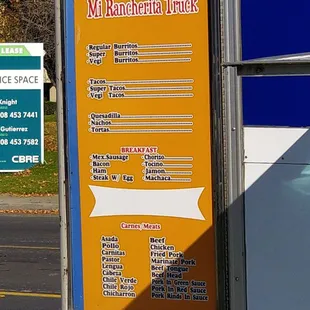 Mi Rancherita Truck
Regular Burritos
Super Burritos
Vegi Burritos
Tacos
Super Tacos
Vegi Tacos
Quesadilla
Nachos
Tortas
BREAKFAST
Mex.Sausage Chorizo
Bacon Tocino
Ham Jamon
Steak W/ Egg Machaca
Carnes Meats
Asada Beef
Pollo Chicken
Carnitas Fried Pork
Pastor Marinate Pork
Lengua Beef Tongue
Cabeza Beef Head
Chile Verde Pork in Green Sauce
Chile Rojo Pork in Red Sauce
Chicharron Pork Rinds in Sauce
LEASE
ICE SPACE
Knight
08 453 7441
Gutierrez
08 453 7582
CBRE